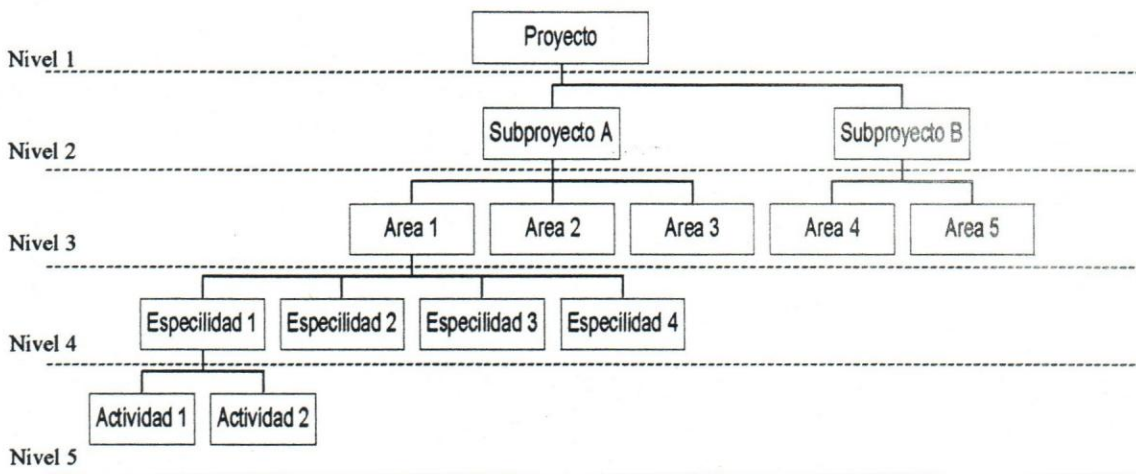 Proyecto
Nivel 1
Subproyecto A
Subproyecto B
Nivel 2
Area 1
Area 2
Area 3
Area 4
Area 5
Nivel 3
Especilidad 1
Especilidad 2
Especilidad 3
Especilidad 4
Nivel 4
Actividad 1
Actividad 2
Nivel 5